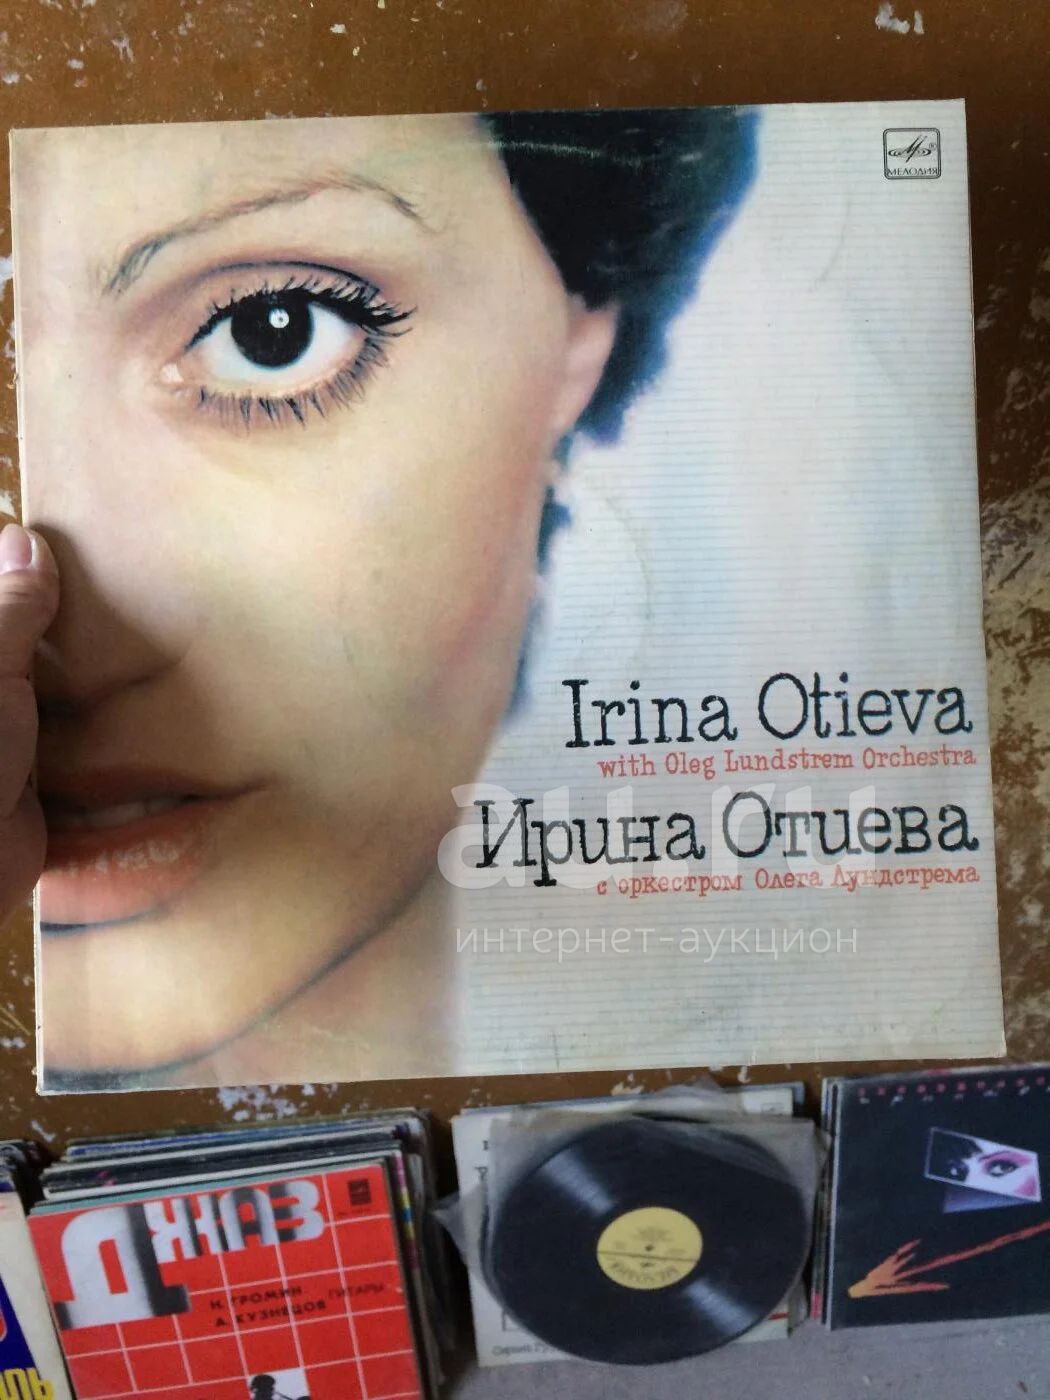 МЕЛОДИЯ
Irina Otieva
with Oleg Lundstrem Orchestra
Ирина Отиева
с оркестром Олега Лундстрема
au.ru
интернет-аукцион
ДЖАЗ
Н. ГРОМИН
А. КУЗНЕЦОВ ГИТАРЫ